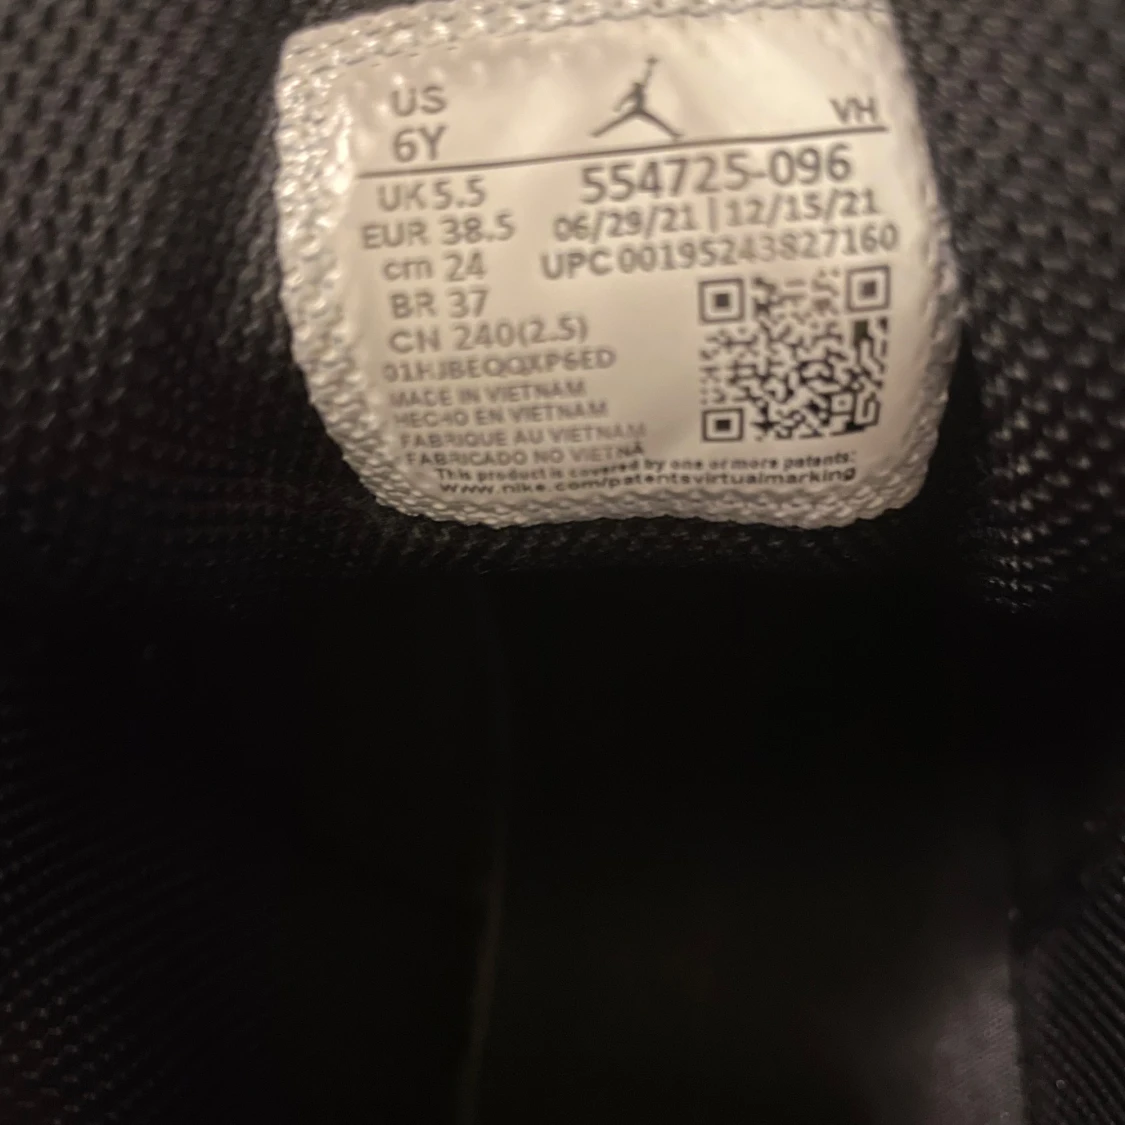 US
6Y
VH
UK 5.5
EUR 38.5
cm 24
BR 37
CN 240(2.5)
554725-096
06/29/21 | 12/15/21
UPC 00195243827160
MADE IN VIETNAM
HECHO EN VIETNAM
FABRIQUE AU VIETNAM
FABRICADO NO VIETNA
This product is covered by one or more patents:
www.nike.com/patentsvirtualmarking